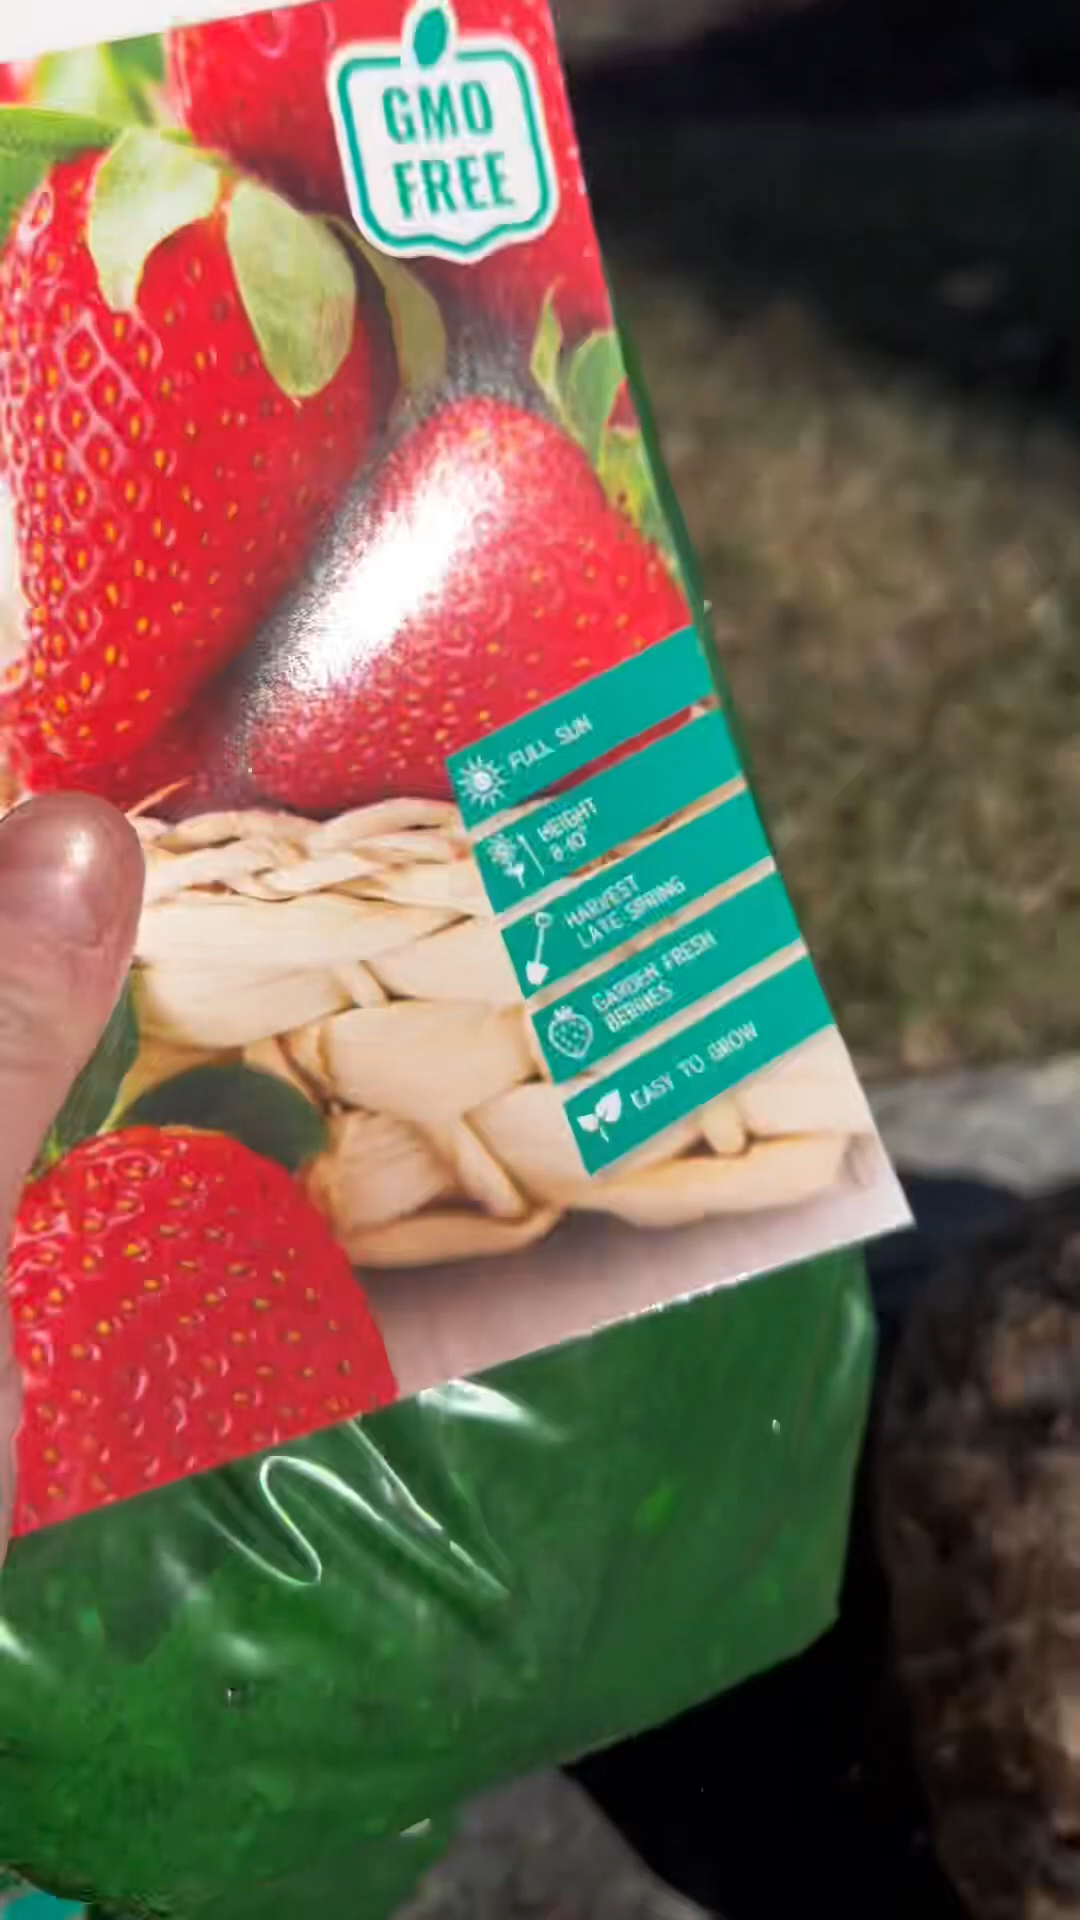 GMO
FREE
FULL SUN
HEIGHT
8-10"
HARVEST
LATE SPRING
GARDEN FRESH
BERRIES
EASY TO GROW